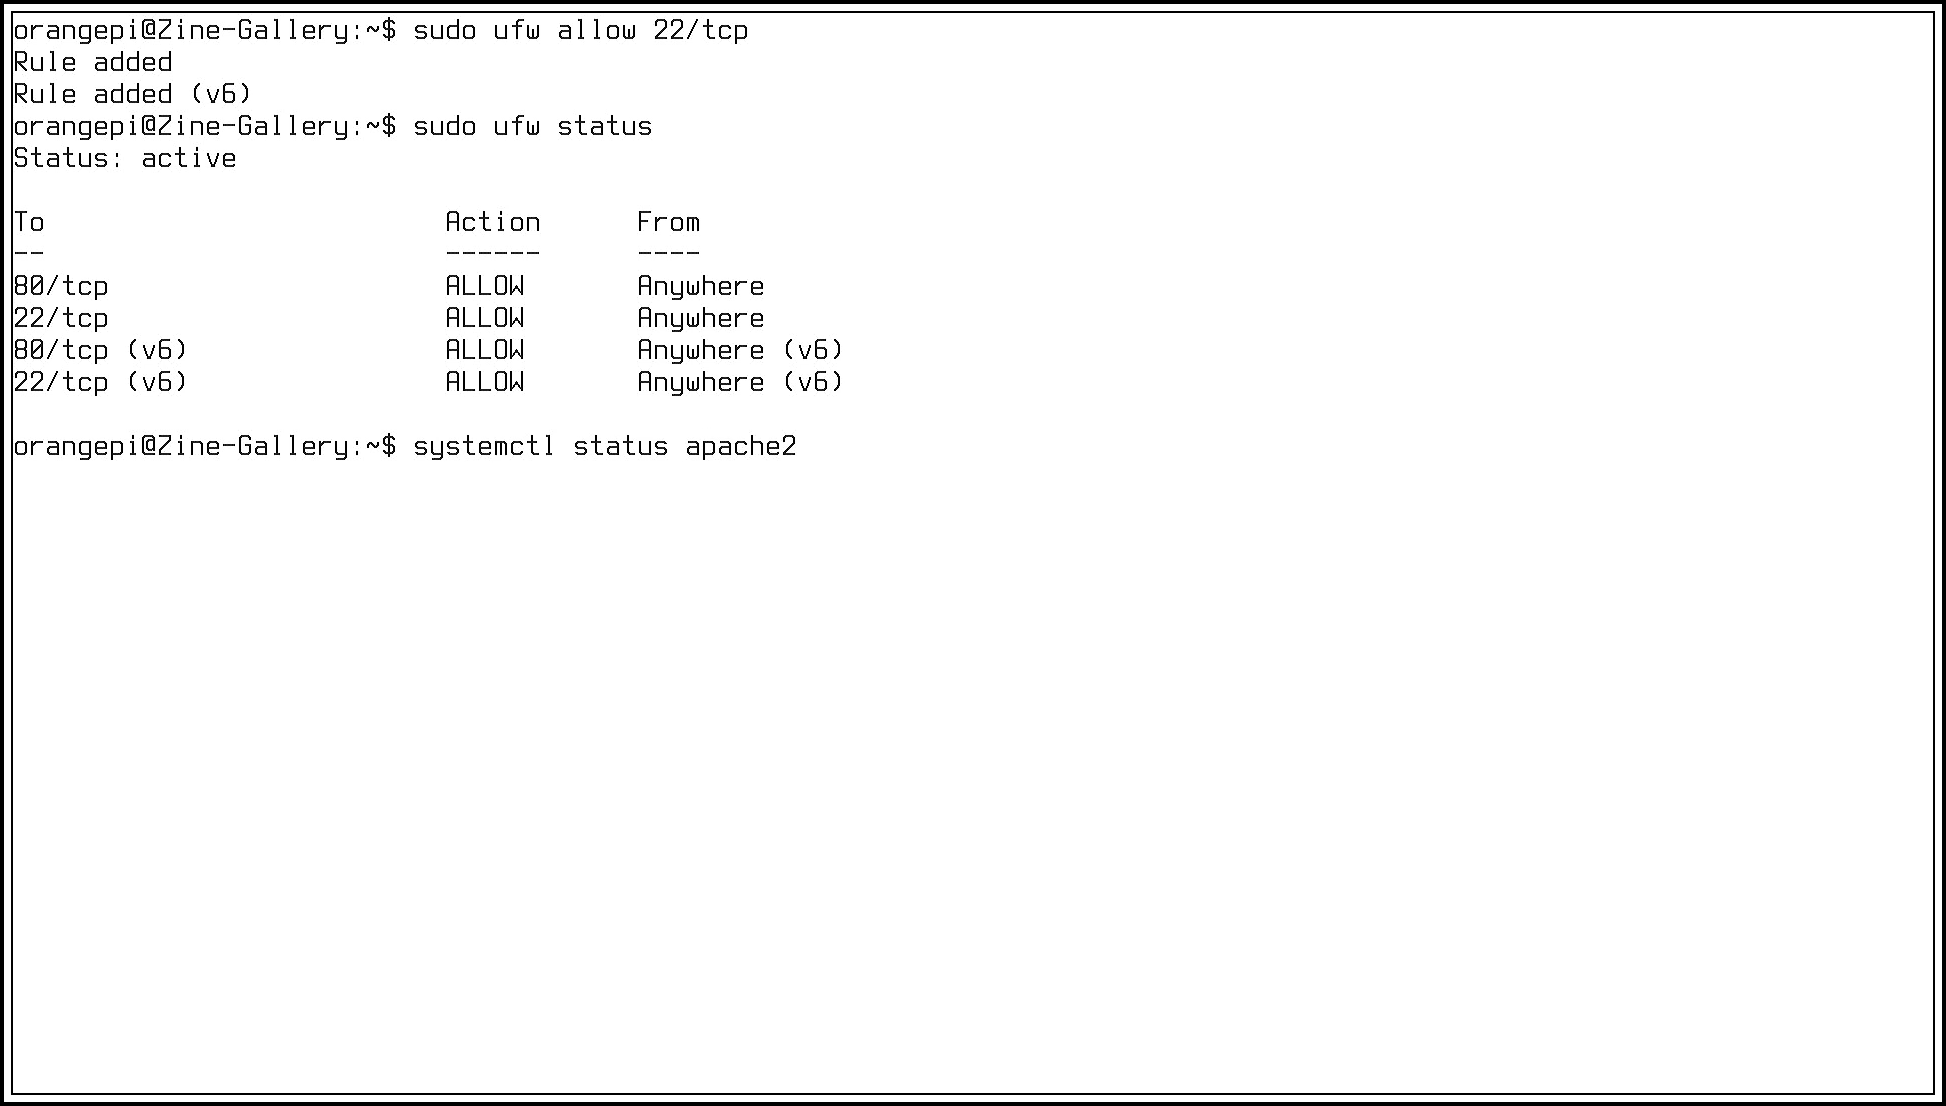 orangepi@Zine-Gallery:~$ sudo ufw allow 22/tcp
Rule added
Rule added (v6)
orangepi@Zine-Gallery:~$ sudo ufw status
Status: active
To                         Action      From
--                         ------      ----
80/tcp                     ALLOW       Anywhere
22/tcp                     ALLOW       Anywhere
80/tcp (v6)                ALLOW       Anywhere (v6)
22/tcp (v6)                ALLOW       Anywhere (v6)
orangepi@Zine-Gallery:~$ systemctl status apache2